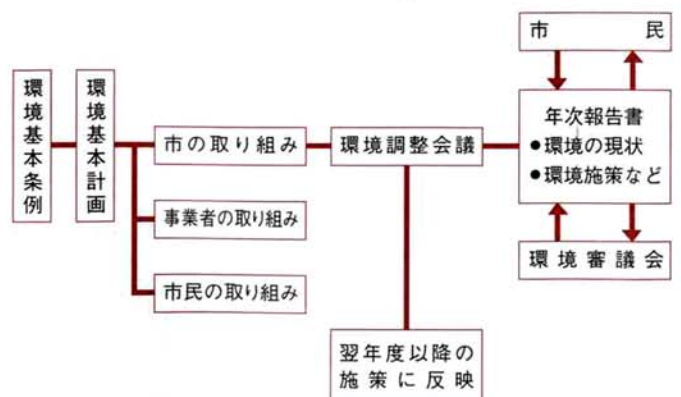 環境基本条例
環境基本計画
市の取り組み
事業者の取り組み
市民の取り組み
環境調整会議
翌年度以降の
施策に反映
市民
年次報告書
●環境の現状
●環境施策など
環境審議会